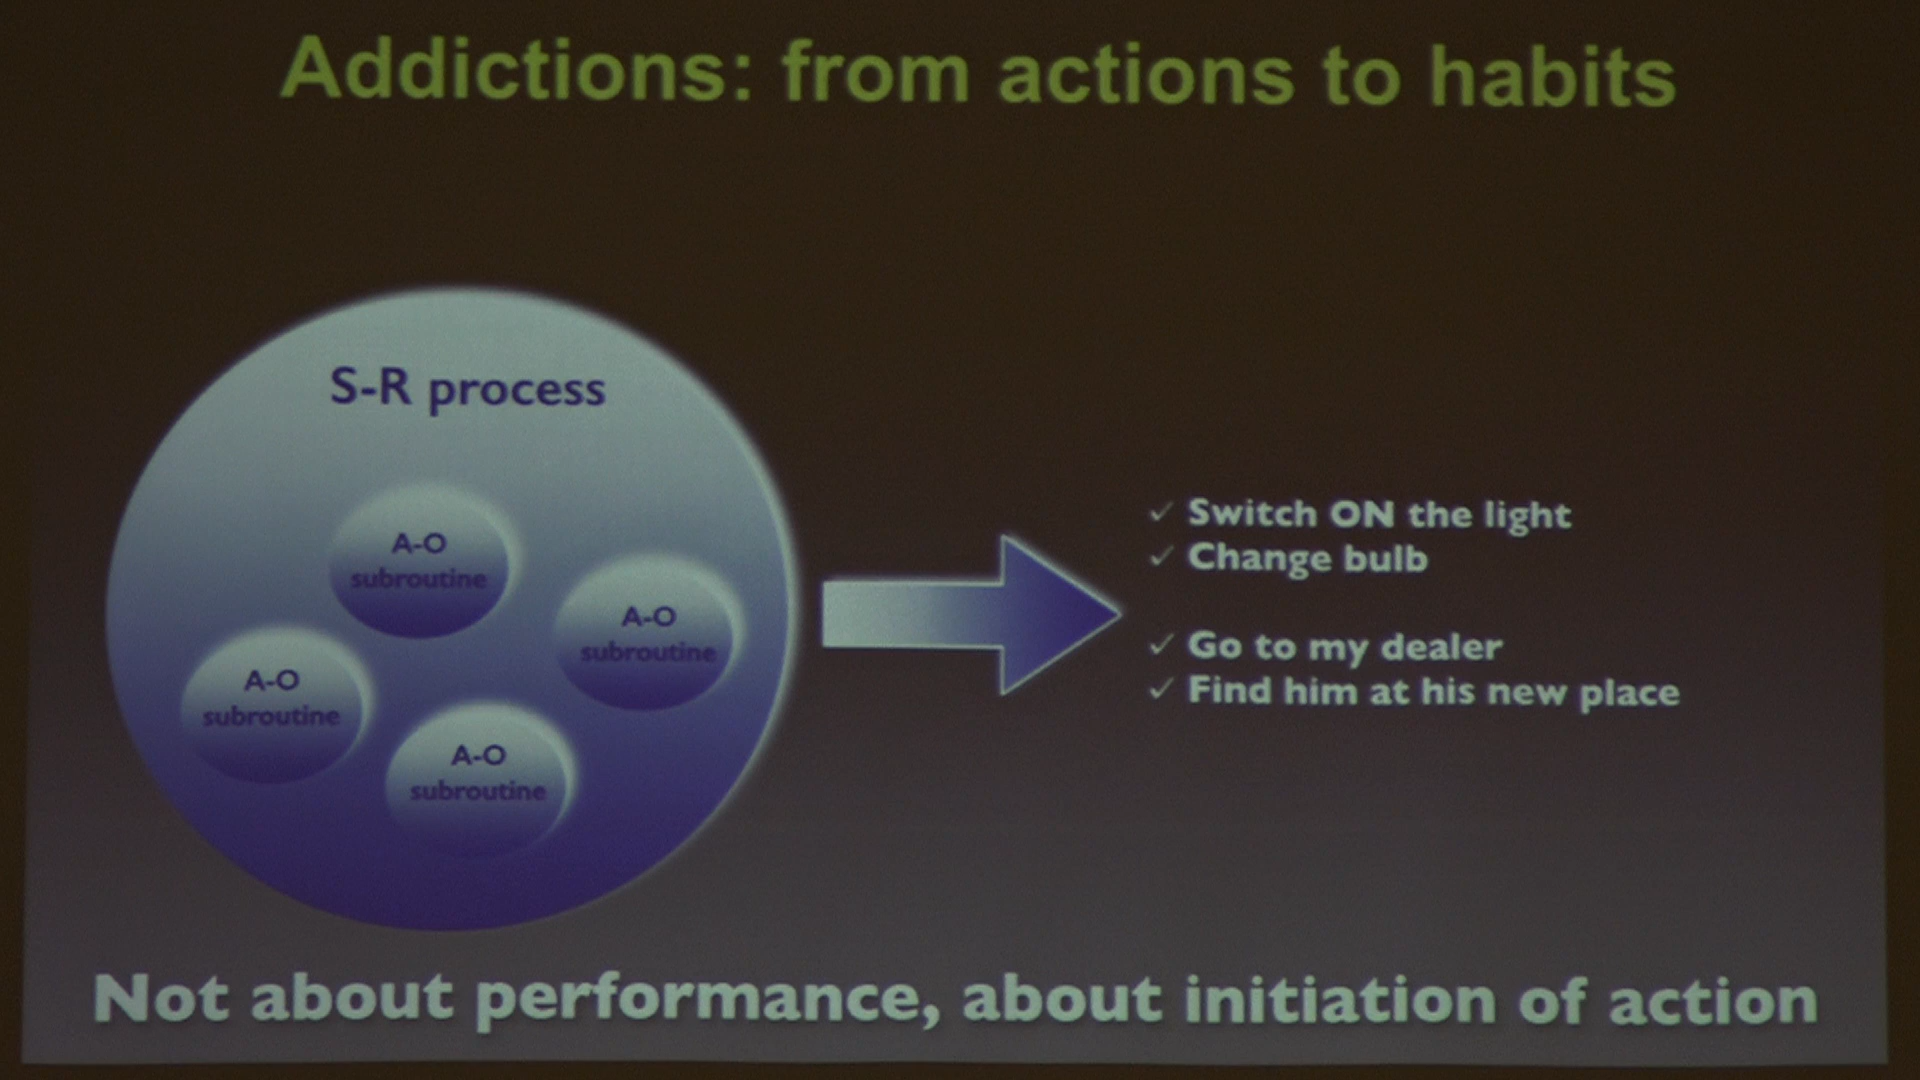 Addictions: from actions to habits
S-R process
A-O
subroutine
A-O
subroutine
A-O
subroutine
A-O
subroutine
✓ Switch ON the light
✓ Change bulb
✓ Go to my dealer
✓ Find him at his new place
Not about performance, about initiation of action